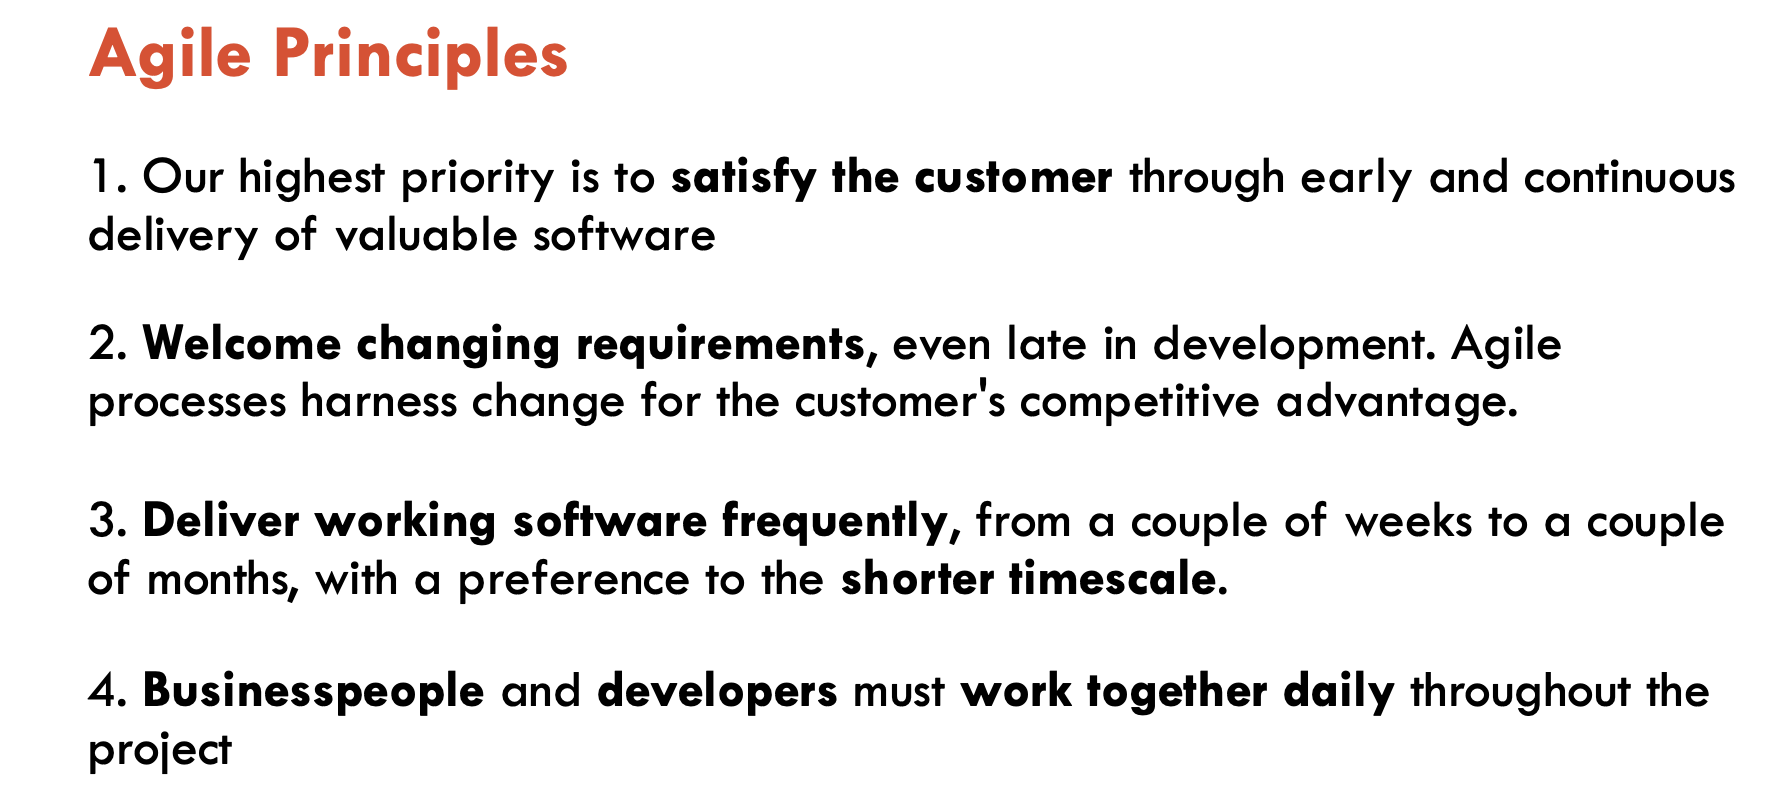 Agile Principles
1. Our highest priority is to satisfy the customer through early and continuous
delivery of valuable software
2. Welcome changing requirements, even late in development. Agile
processes harness change for the customer's competitive advantage.
3. Deliver working software frequently, from a couple of weeks to a couple
of months, with a preference to the shorter timescale.
4. Businesspeople and developers must work together daily throughout the
project